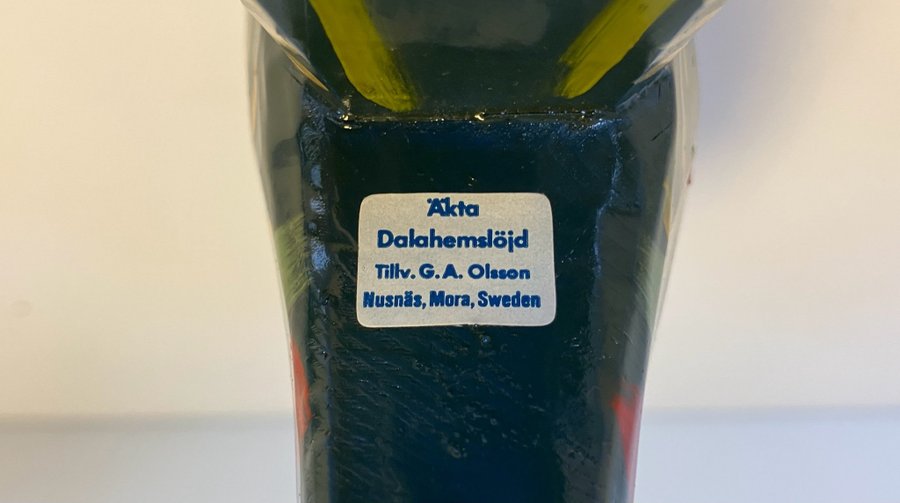 Äkta
Dalahemslöjd
Tillv. G. A. Olsson
Nusnäs, Mora, Sweden